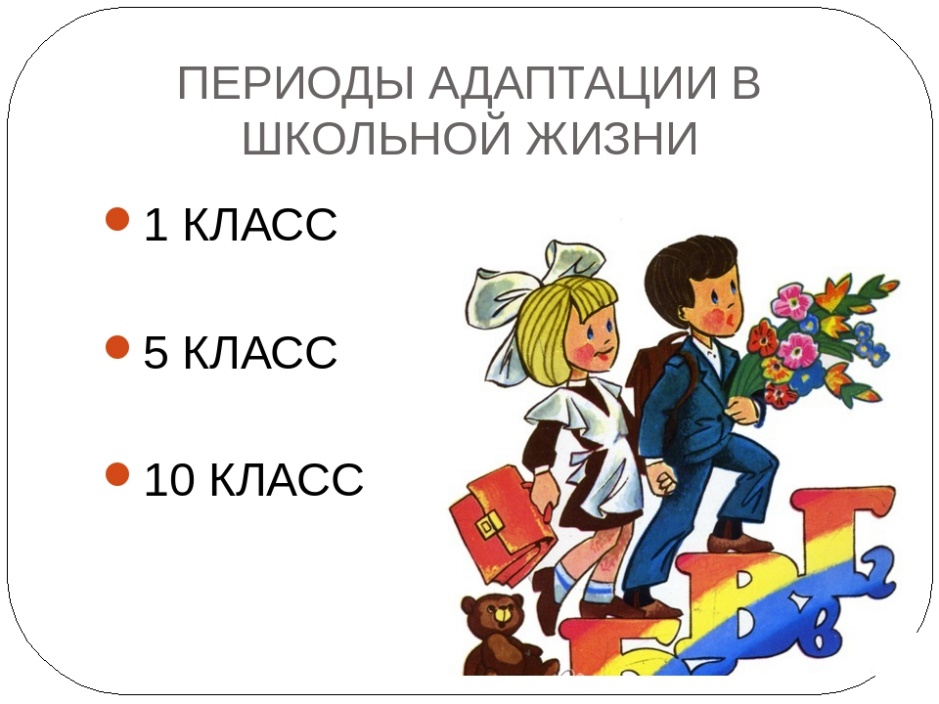 ПЕРИОДЫ АДАПТАЦИИ В
ШКОЛЬНОЙ ЖИЗНИ
1 КЛАСС
5 КЛАСС
10 КЛАСС
Г
г
В
в
Б